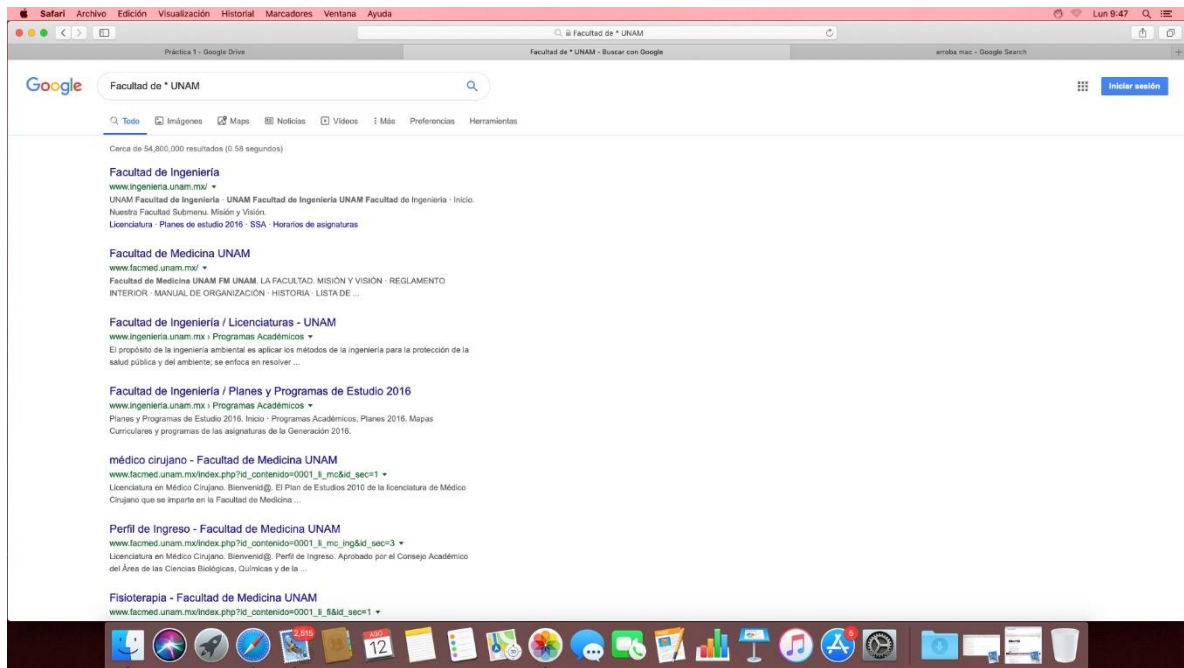 Safari Archivo Edición Visualización Historial Marcadores Ventana Ayuda
Lun 9:47
Facultad de * UNAM
Práctica 1 - Google Drive
Facultad de * UNAM - Buscar con Google
arroba mac - Google Search
Google
Facultad de * UNAM
Iniciar sesión
Todo Imágenes Maps Noticias Vídeos Más Preferencias Herramientas
Cerca de 54,800,000 resultados (0.58 segundos)
Facultad de Ingeniería
www.ingenieria.unam.mx/
UNAM Facultad de Ingeniería · UNAM Facultad de Ingeniería UNAM Facultad de Ingeniería · Inicio.
Nuestra Facultad Submenu. Misión y Visión.
Licenciatura · Planes de estudio 2016 · SSA · Horarios de asignaturas
Facultad de Medicina UNAM
www.facmed.unam.mx/
Facultad de Medicina UNAM FM UNAM. LA FACULTAD. MISIÓN Y VISIÓN · REGLAMENTO
INTERIOR · MANUAL DE ORGANIZACIÓN · HISTORIA · LISTA DE ...
Facultad de Ingeniería / Licenciaturas - UNAM
www.ingenieria.unam.mx › Programas Académicos
El propósito de la ingeniería ambiental es aplicar los métodos de la ingeniería para la protección de la
salud pública y del ambiente; se enfoca en resolver ...
Facultad de Ingeniería / Planes y Programas de Estudio 2016
www.ingenieria.unam.mx › Programas Académicos
Planes y Programas de Estudio 2016. Inicio · Programas Académicos; Planes 2016. Mapas
Curriculares y programas de las asignaturas de la Generación 2016.
médico cirujano - Facultad de Medicina UNAM
www.facmed.unam.mx/index.php?id_contenido=0001_li_mc&id_sec=1
Licenciatura en Médico Cirujano. Bienvenid@. El Plan de Estudios 2010 de la licenciatura de Médico
Cirujano que se imparte en la Facultad de Medicina ...
Perfil de Ingreso - Facultad de Medicina UNAM
www.facmed.unam.mx/index.php?id_contenido=0001_li_mc_ing&id_sec=3
Licenciatura en Médico Cirujano. Bienvenid@. Perfil de Ingreso. Aprobado por el Consejo Académico
del Área de las Ciencias Biológicas, Químicas y de la ...
Fisioterapia - Facultad de Medicina UNAM
www.facmed.unam.mx/index.php?id_contenido=0001_li_fi&id_sec=1
2,515
AGO
12
5